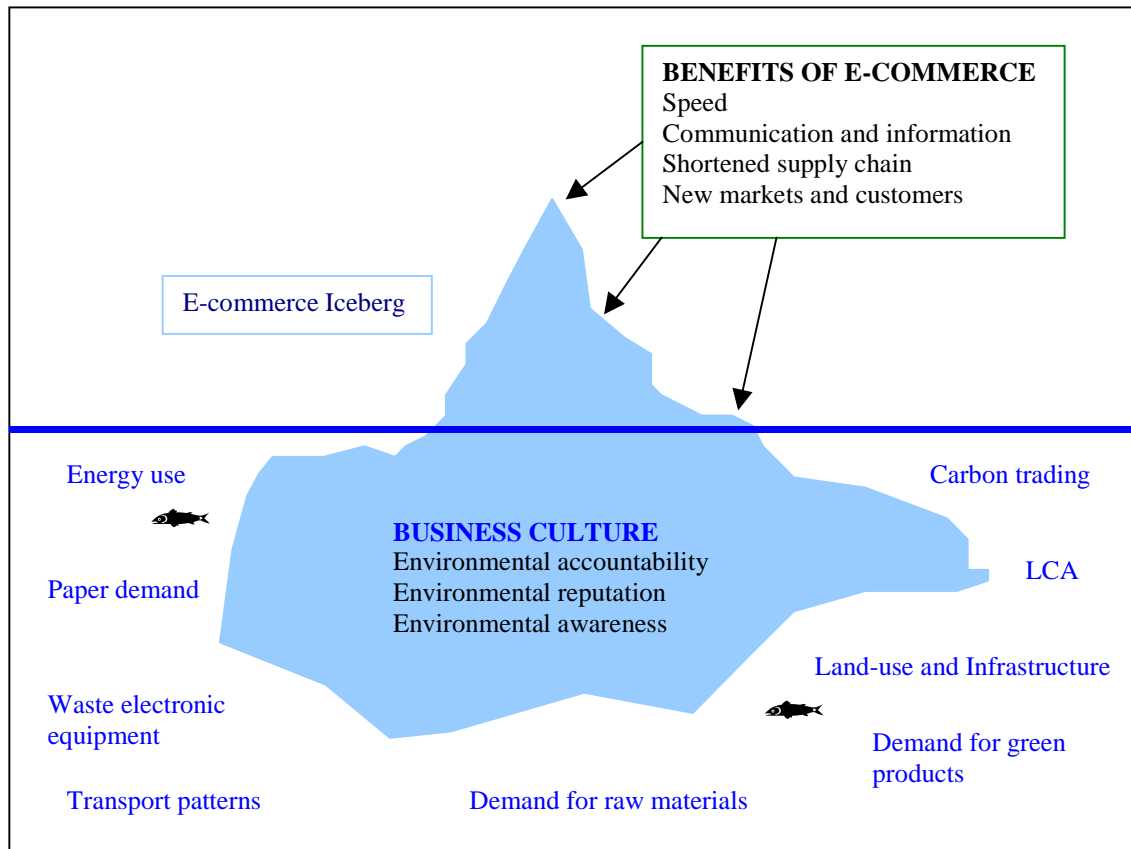 BENEFITS OF E-COMMERCE
Speed
Communication and information
Shortened supply chain
New markets and customers
E-commerce Iceberg
Energy use
Carbon trading
BUSINESS CULTURE
Environmental accountability
Environmental reputation
Environmental awareness
Paper demand
LCA
Land-use and Infrastructure
Waste electronic
equipment
Demand for green
products
Transport patterns
Demand for raw materials